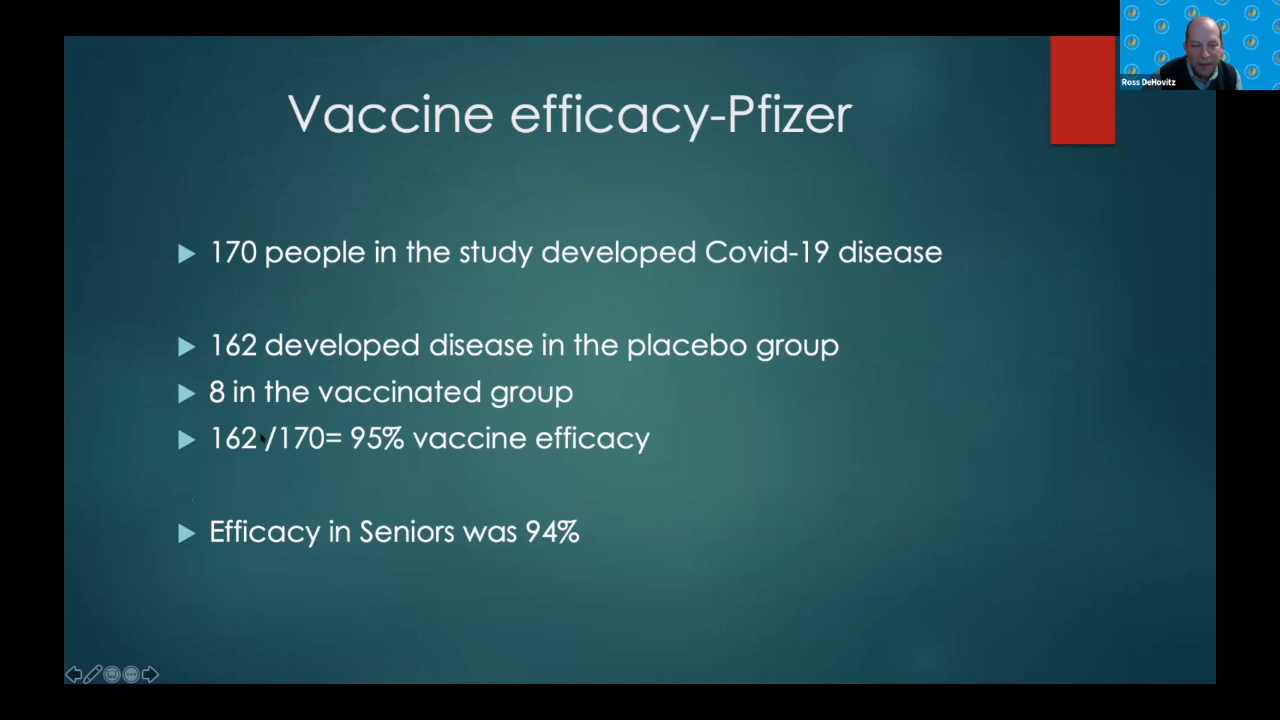 Ross DeHovitz
Vaccine efficacy-Pfizer
170 people in the study developed Covid-19 disease
162 developed disease in the placebo group
8 in the vaccinated group
162 /170= 95% vaccine efficacy
Efficacy in Seniors was 94%